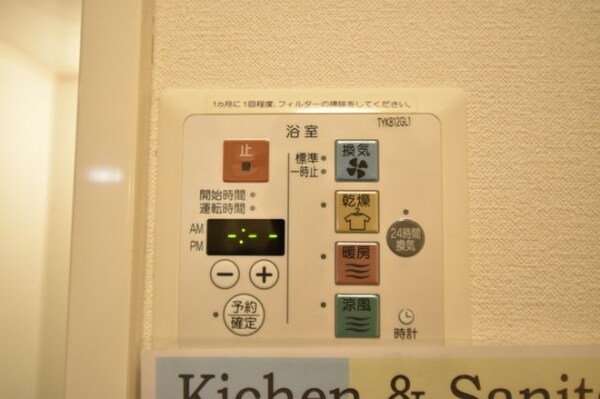 1ヵ月に1回程度、フィルターの掃除をしてください。
TYKB12GL1
浴室
止
標準
一時止
換気
開始時間
運転時間
乾燥
AM
PM
-:--
24時間
換気
暖房
予約
確定
涼風
時計
Kichen & Sanit